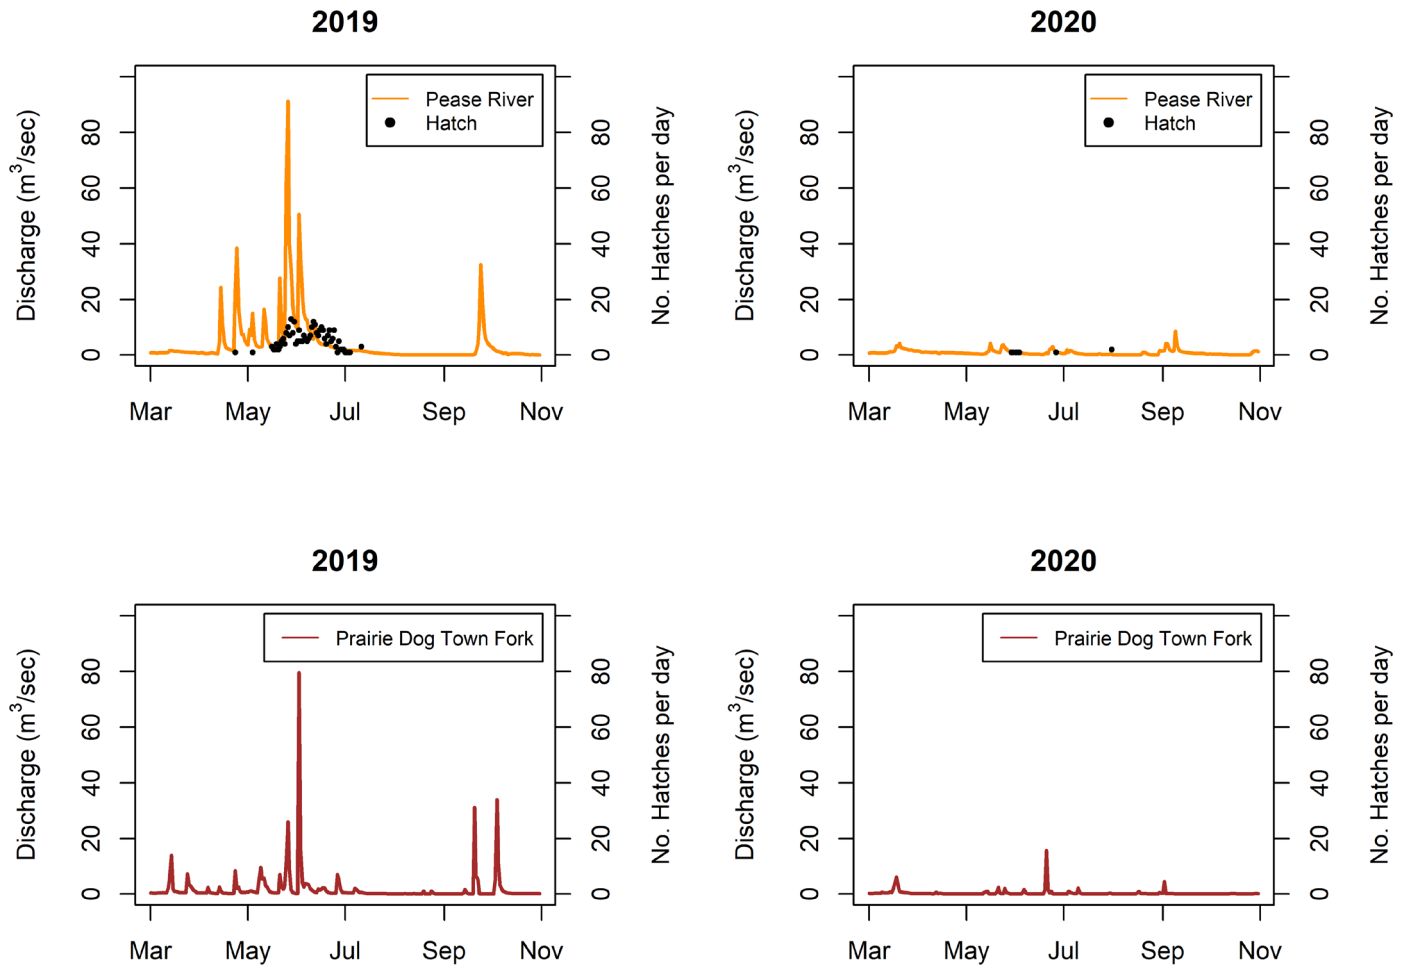 2019
Discharge (m³/sec)
0 20 40 60 80
Pease River
Hatch
0 20 40 60 80
No. Hatches per day
Mar May Jul Sep Nov
2020
Discharge (m³/sec)
0 20 40 60 80
Pease River
Hatch
0 20 40 60 80
No. Hatches per day
Mar May Jul Sep Nov
2019
Discharge (m³/sec)
0 20 40 60 80
Prairie Dog Town Fork
0 20 40 60 80
No. Hatches per day
Mar May Jul Sep Nov
2020
Discharge (m³/sec)
0 20 40 60 80
Prairie Dog Town Fork
0 20 40 60 80
No. Hatches per day
Mar May Jul Sep Nov